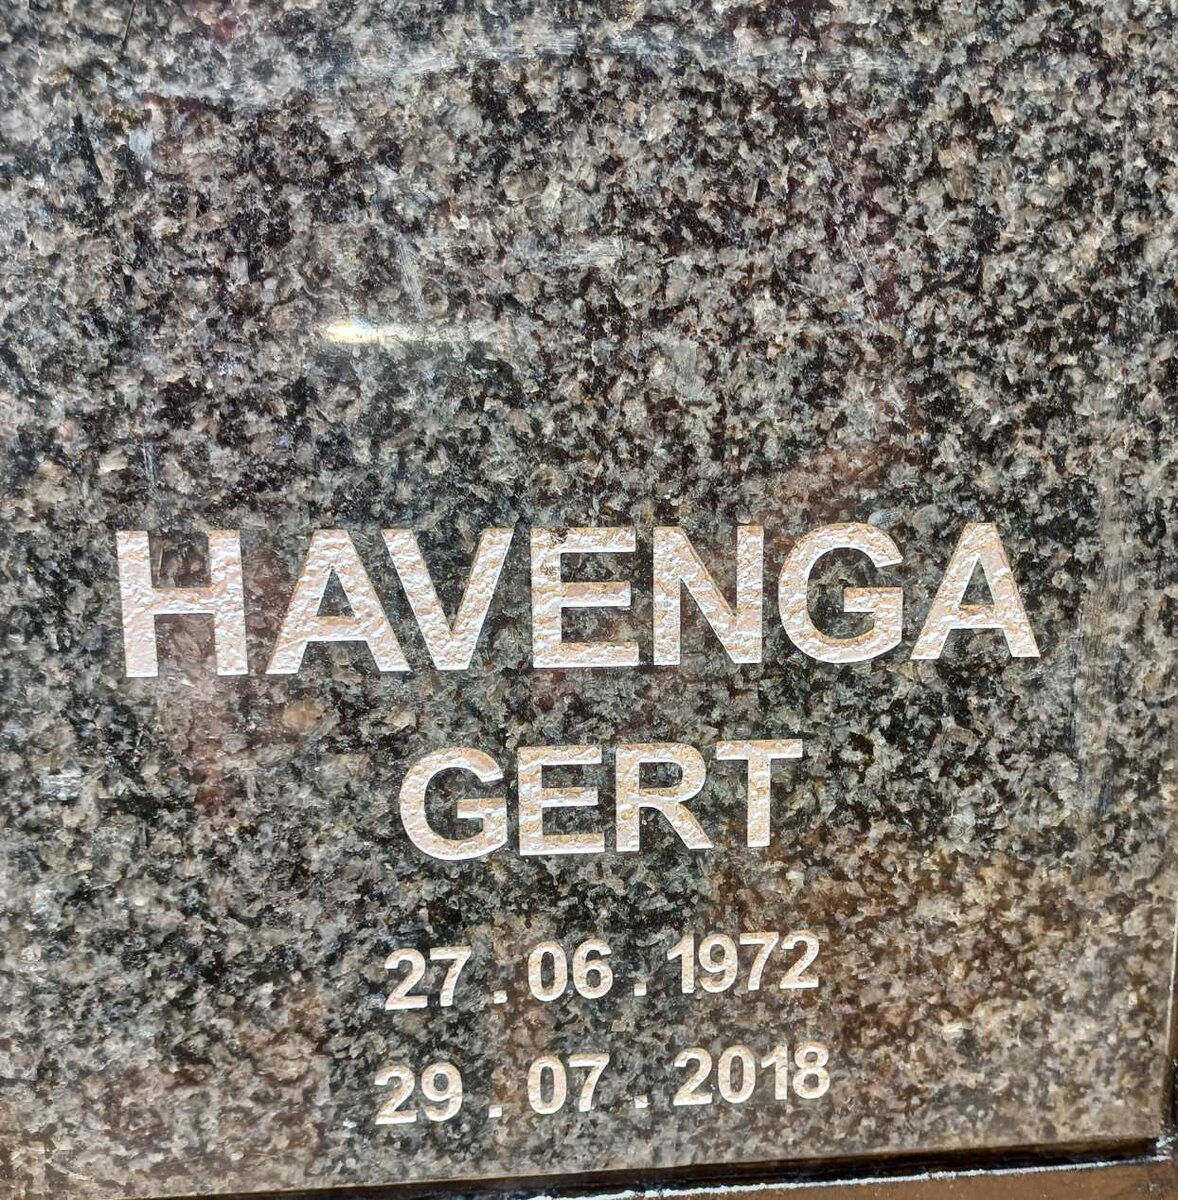 HAVENGA
GERT
27 . 06 . 1972
29 . 07 . 2018